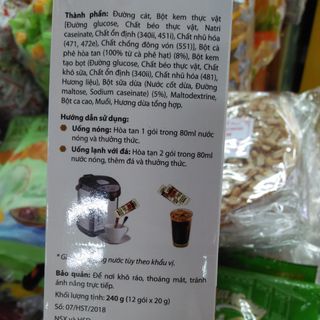 Thành phần: Đường cát, Bột kem thực vật
(Đường glucose, Chất béo thực vật, Natri
caseinate, Chất ổn định (340ii, 451i), Chất nhũ hóa
(471, 472e), Chất chống đông vón (551)], Bột cà
phê hòa tan (100% từ cà phê hạt) (8%), Bột kem
tạo bọt (Đường glucose, Chất béo thực vật, Chất
khô sữa, Chất ổn định (340ii), Chất nhũ hóa (481),
Hương liệu), Bột sữa dừa (Nước cốt dừa, Đường
maltose, Sodium caseinate) (5%), Maltodextrine,
Bột ca cao, Muối, Hương dừa tổng hợp.
Hướng dẫn sử dụng:
Uống nóng: Hòa tan 1 gói trong 80ml nước
nóng và thưởng thức.
Uống lạnh với đá: Hòa tan 2 gói trong 80ml
nước nóng, thêm đá và thưởng thức.
lượng nước tùy theo khẩu vị.
Bảo quản: Để nơi khô ráo, thoáng mát, tránh
ánh nắng trực tiếp.
Khối lượng tịnh: 240 g (12 gói x 20 g)
Số: 07/HST/2018
NSX và HSD